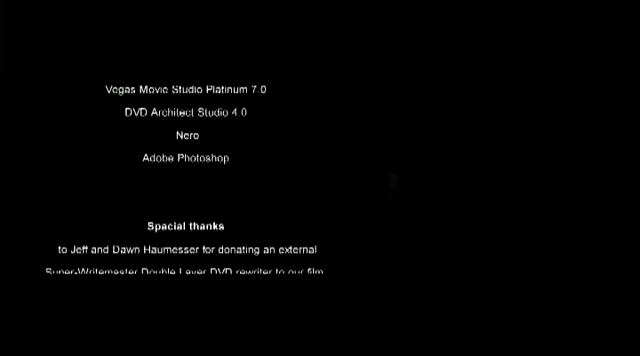 Vegas Movie Studio Platinum 7.0
DVD Architect Studio 4.0
Nero
Adobe Photoshop
Spacial thanks
to Jeff and Dawn Haumesser for donating an external
Super-Writemaster Double Layer DVD rewriter to our film